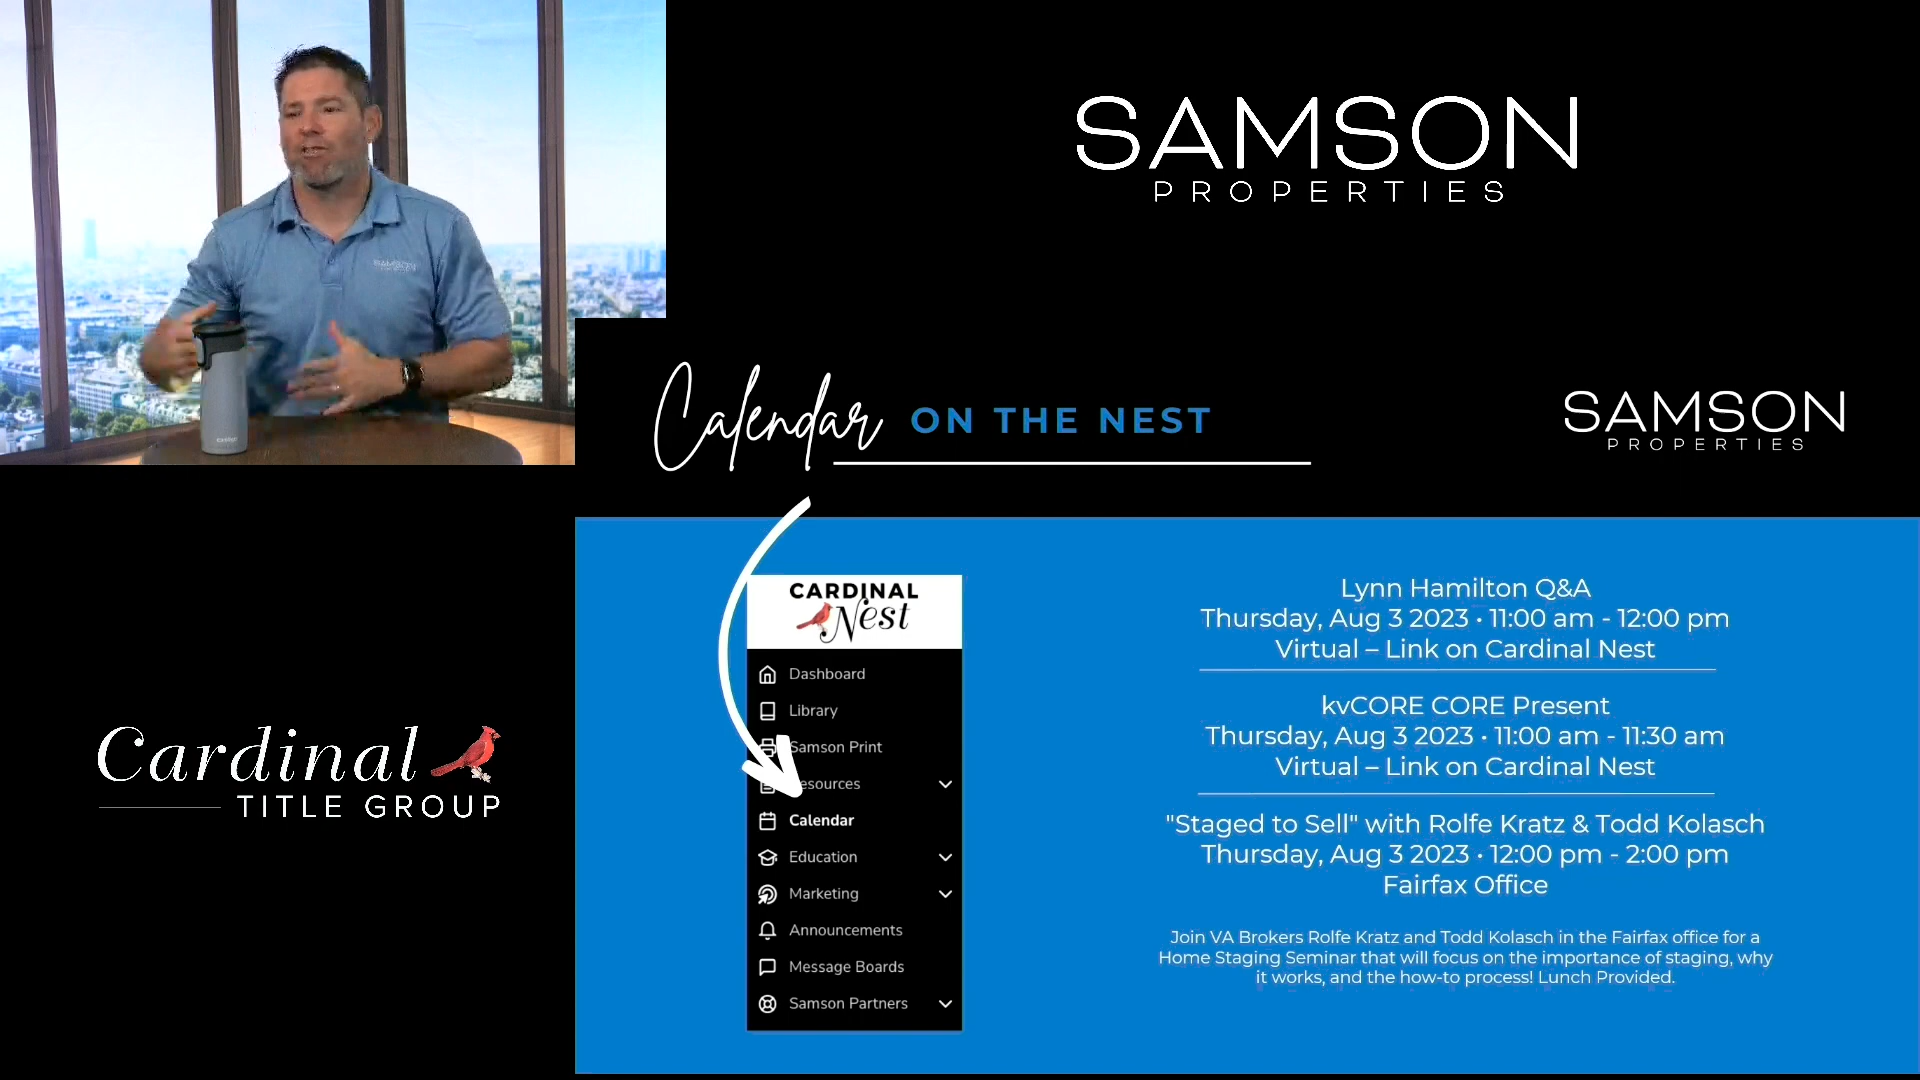 SAMSON
PROPERTIES
SAMSON
Calendar ON THE NEST
SAMSON
PROPERTIES
CARDINAL
Nest
Dashboard
Library
Samson Print
esources
Calendar
Education
Marketing
Announcements
Message Boards
Samson Partners
Lynn Hamilton Q&A
Thursday, Aug 3 2023 • 11:00 am - 12:00 pm
Virtual – Link on Cardinal Nest
kvCORE CORE Present
Thursday, Aug 3 2023 • 11:00 am - 11:30 am
Virtual – Link on Cardinal Nest
"Staged to Sell" with Rolfe Kratz & Todd Kolasch
Thursday, Aug 3 2023 • 12:00 pm - 2:00 pm
Fairfax Office
Join VA Brokers Rolfe Kratz and Todd Kolasch in the Fairfax office for a
Home Staging Seminar that will focus on the importance of staging, why
it works, and the how-to process! Lunch Provided.
Cardinal
TITLE GROUP